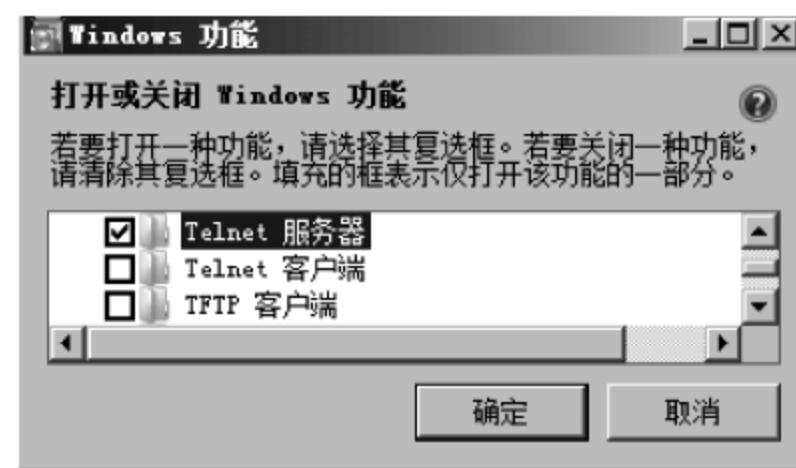 Windows 功能
打开或关闭 Windows 功能
若要打开一种功能，请选择其复选框。若要关闭一种功能，
请清除其复选框。填充的框表示仅打开该功能的一部分。
Telnet 服务器
Telnet 客户端
TFTP 客户端
确定 取消